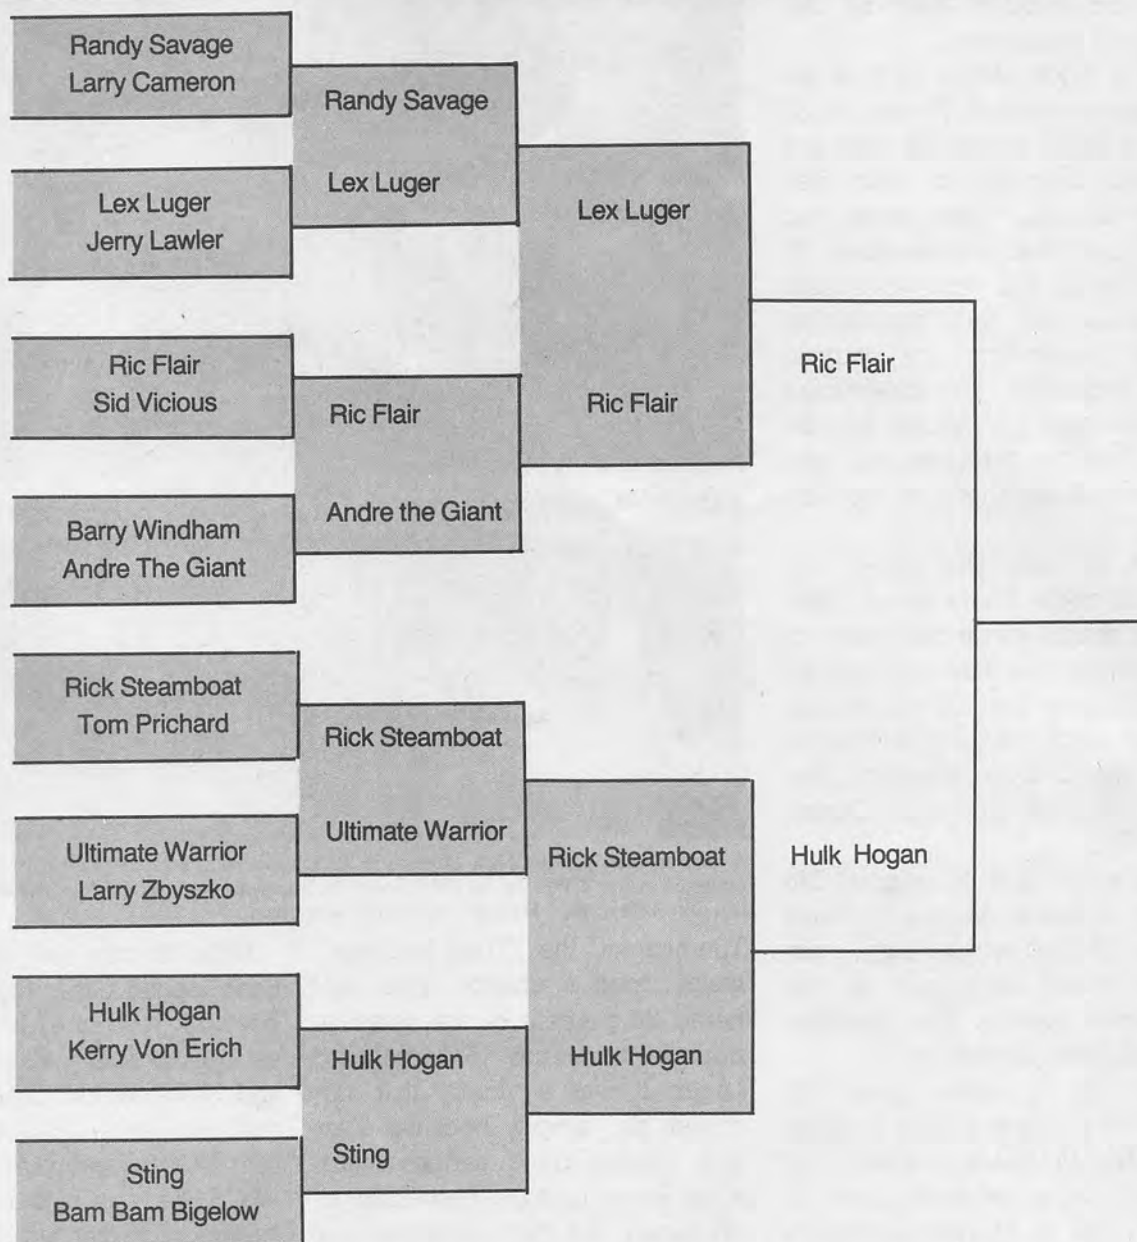 Randy Savage
Larry Cameron
Lex Luger
Jerry Lawler
Ric Flair
Sid Vicious
Barry Windham
Andre The Giant
Rick Steamboat
Tom Prichard
Ultimate Warrior
Larry Zbyszko
Hulk Hogan
Kerry Von Erich
Sting
Bam Bam Bigelow
Randy Savage
Lex Luger
Ric Flair
Andre the Giant
Rick Steamboat
Ultimate Warrior
Hulk Hogan
Sting
Lex Luger
Ric Flair
Rick Steamboat
Hulk Hogan
Ric Flair
Hulk Hogan